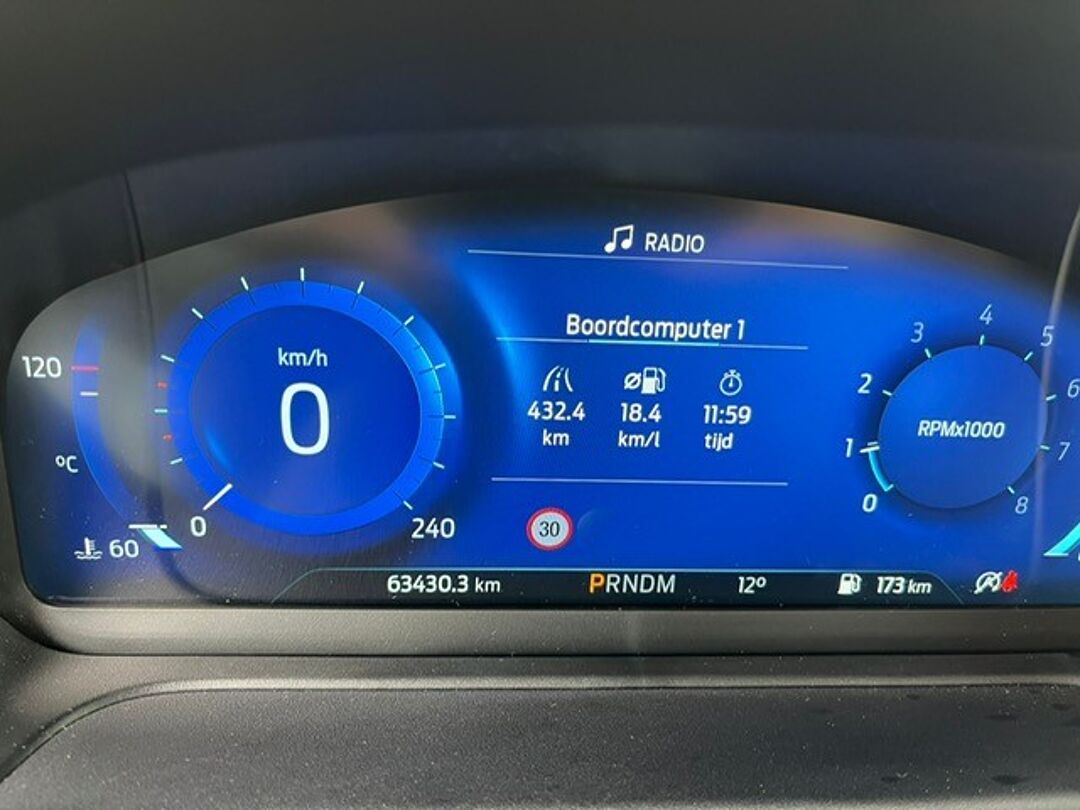 RADIO
Boordcomputer 1
432.4 18.4 11:59
km km/l tijd
km/h
0
0 240
120
°C
60
30
0 1 2 3 4 5 6 7 8
RPMx1000
63430.3 km PRNDM 12º 173 km